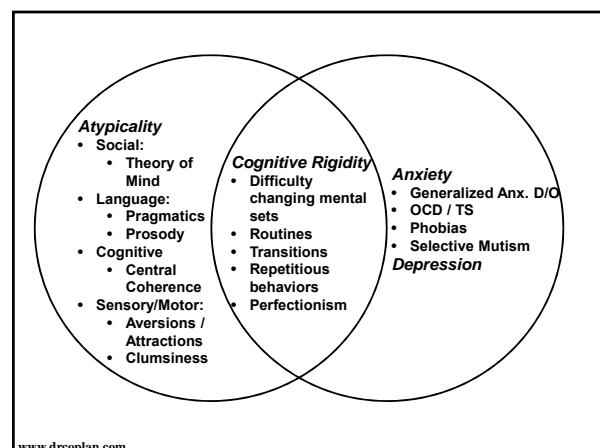 Atypicality
• Social:
• Theory of
Mind
• Language:
• Pragmatics
• Prosody
• Cognitive
• Central
Coherence
• Sensory/Motor:
• Aversions /
Attractions
• Clumsiness
Cognitive Rigidity
• Difficulty
changing mental
sets
• Routines
• Transitions
• Repetitious
behaviors
• Perfectionism
Anxiety
• Generalized Anx. D/O
• OCD / TS
• Phobias
• Selective Mutism
Depression
www.drcoplan.com